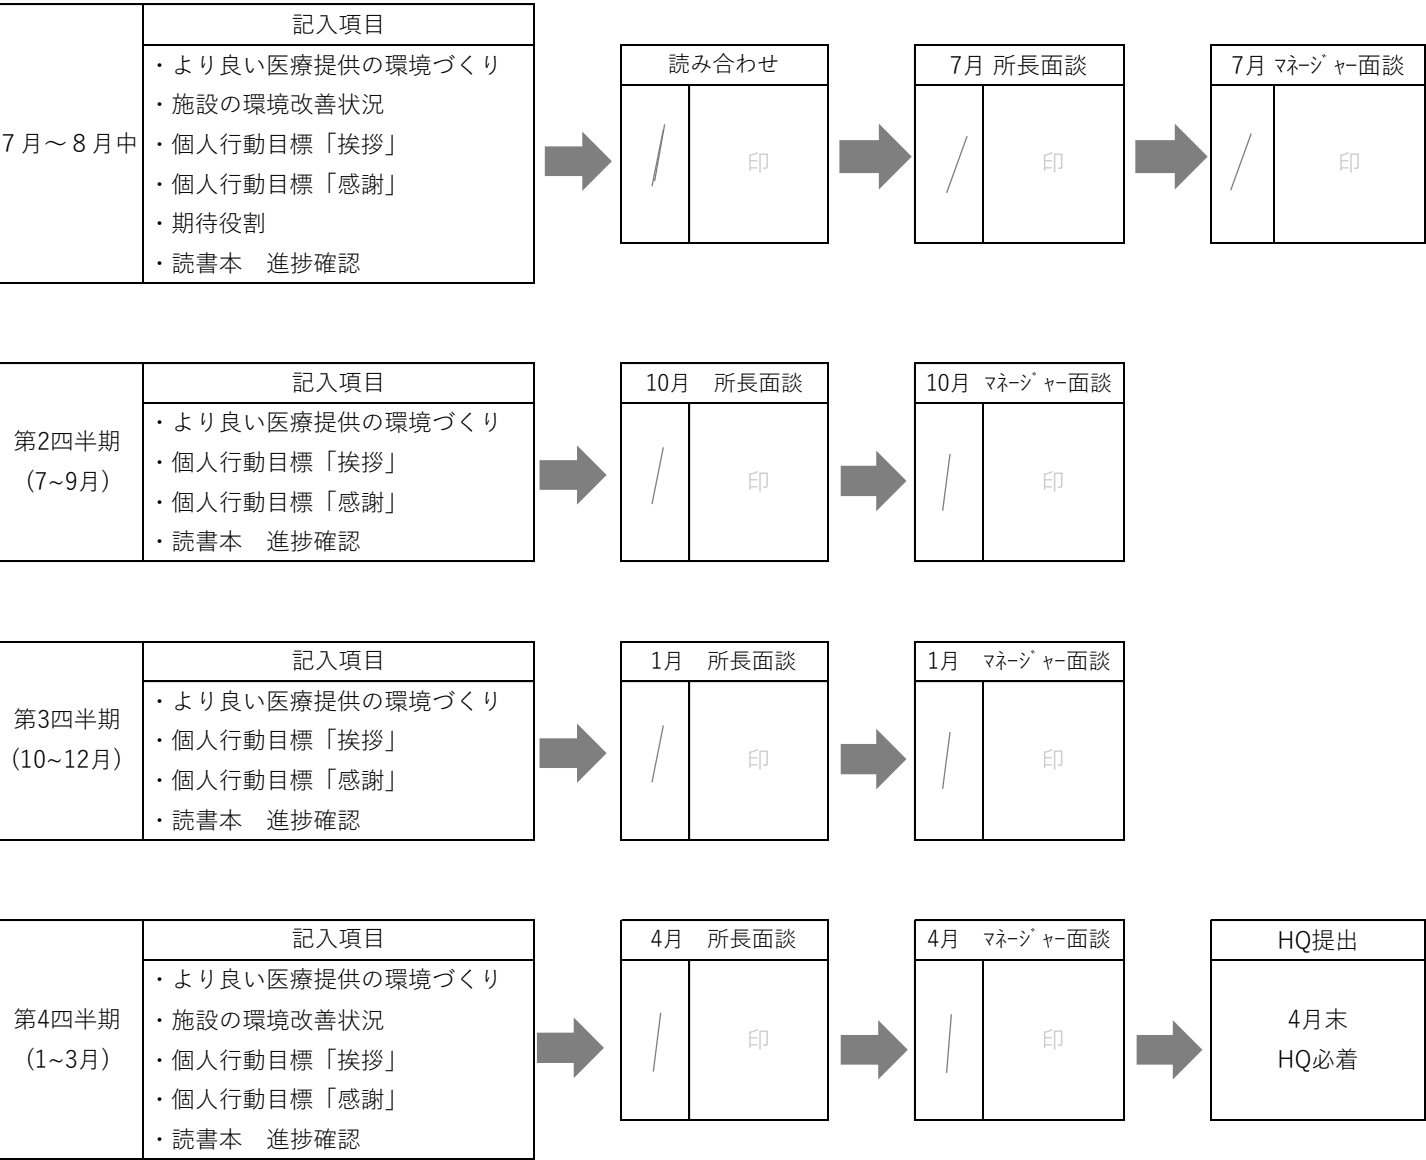 記入項目
７月～８月中
・より良い医療提供の環境づくり
・施設の環境改善状況
・個人行動目標「挨拶」
・個人行動目標「感謝」
・期待役割
・読書本　進捗確認
読み合わせ
印
7月 所長面談
印
7月 ﾏﾈｰｼﾞｬｰ面談
印
第2四半期
(7~9月)
記入項目
・より良い医療提供の環境づくり
・個人行動目標「挨拶」
・個人行動目標「感謝」
・読書本　進捗確認
10月　所長面談
印
10月 ﾏﾈｰｼﾞｬｰ面談
印
第3四半期
(10~12月)
記入項目
・より良い医療提供の環境づくり
・個人行動目標「挨拶」
・個人行動目標「感謝」
・読書本　進捗確認
1月　所長面談
印
1月　ﾏﾈｰｼﾞｬｰ面談
印
第4四半期
(1~3月)
記入項目
・より良い医療提供の環境づくり
・施設の環境改善状況
・個人行動目標「挨拶」
・個人行動目標「感謝」
・読書本　進捗確認
4月　所長面談
印
4月　ﾏﾈｰｼﾞｬｰ面談
印
HQ提出
4月末
HQ必着